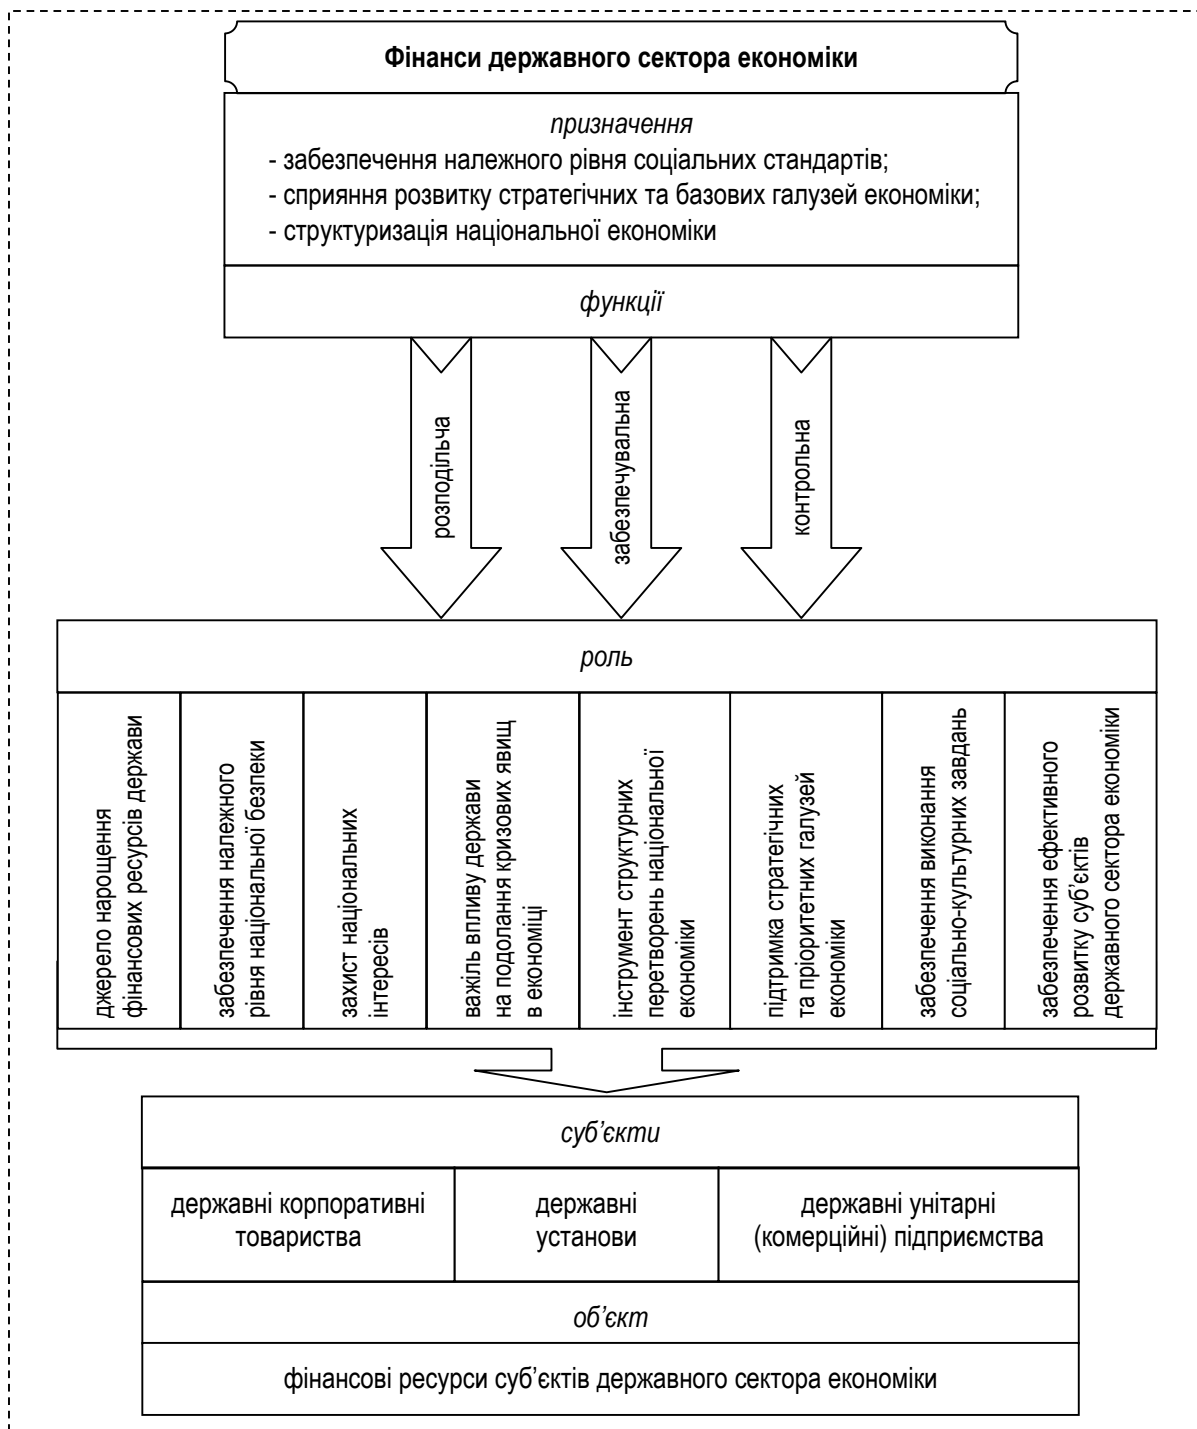 Фінанси державного сектора економіки
призначення
- забезпечення належного рівня соціальних стандартів;
- сприяння розвитку стратегічних та базових галузей економіки;
- структуризація національної економіки
функції
розподільча
забезпечувальна
контрольна
роль
джерело нарощення
фінансових ресурсів держави
забезпечення належного
рівня національної безпеки
захист національних
інтересів
важіль впливу держави
на подолання кризових явищ
в економіці
інструмент структурних
перетворень національної
економіки
підтримка стратегічних
та пріоритетних галузей
економіки
забезпечення виконання
соціально-культурних завдань
забезпечення ефективного
розвитку суб’єктів
державного сектора економіки
суб’єкти
державні корпоративні
товариства
державні
установи
державні унітарні
(комерційні) підприємства
об’єкт
фінансові ресурси суб’єктів державного сектора економіки